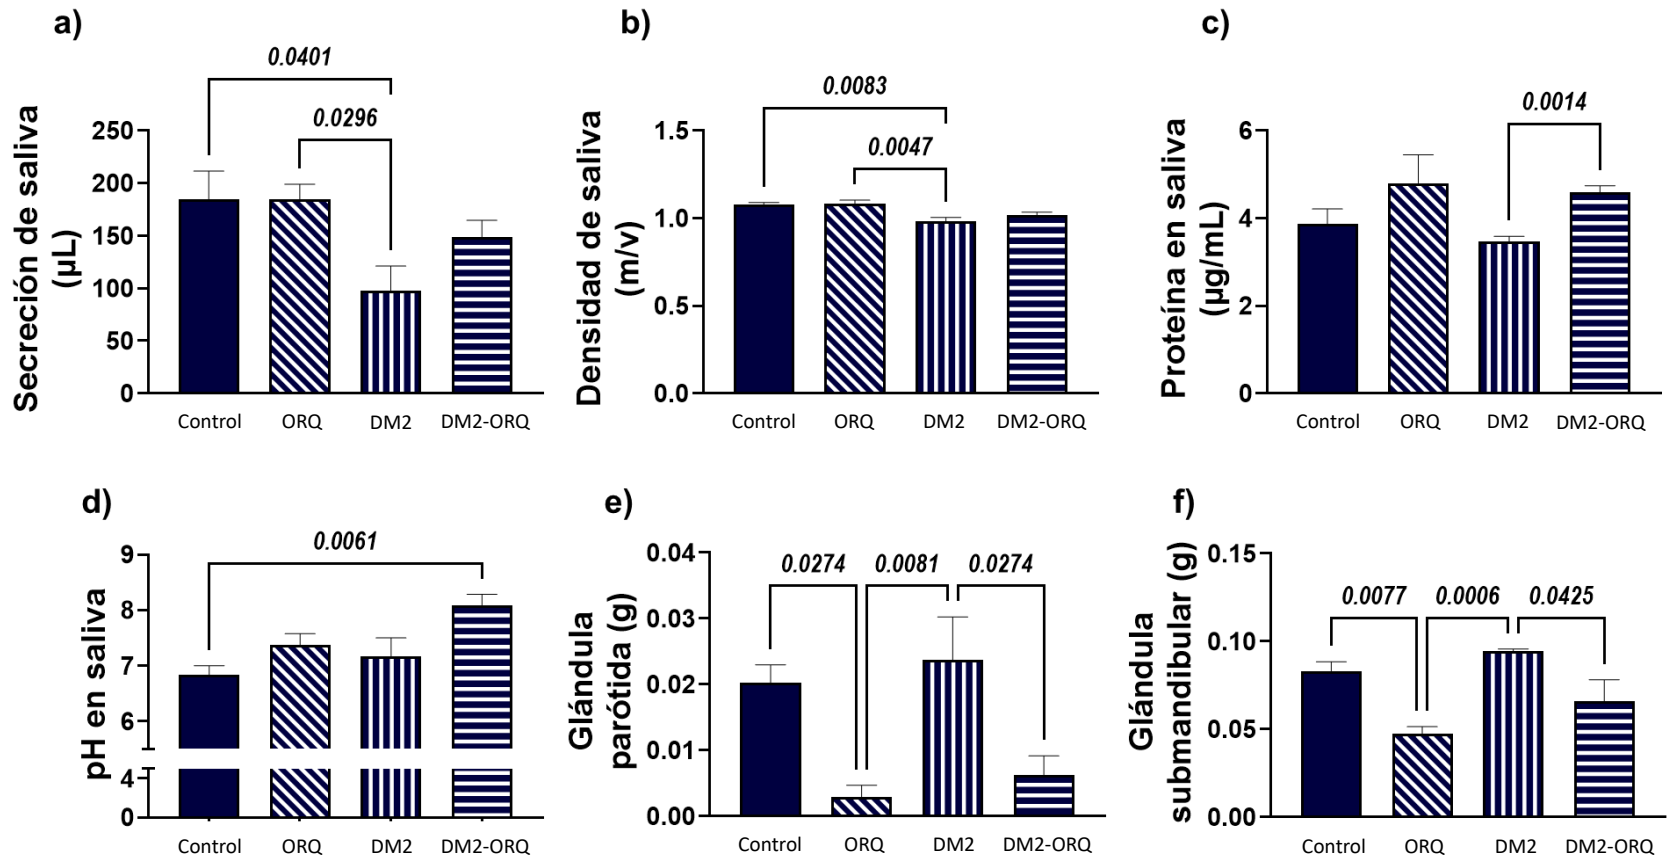 a)
0.0401
0.0296
Secreción de saliva
(µL)
250
200
150
100
50
0
Control ORQ DM2 DM2-ORQ
b)
0.0083
0.0047
Densidad de saliva
(m/v)
1.5
1.0
0.5
0.0
Control ORQ DM2 DM2-ORQ
c)
0.0014
Proteína en saliva
(µg/mL)
6
4
2
0
Control ORQ DM2 DM2-ORQ
d)
0.0061
pH en saliva
9
8
7
6
4
0
Control ORQ DM2 DM2-ORQ
e)
0.0274 0.0081 0.0274
Glándula
parótida (g)
0.04
0.03
0.02
0.01
0.00
Control ORQ DM2 DM2-ORQ
f)
0.0077 0.0006 0.0425
Glándula
submandibular (g)
0.15
0.10
0.05
0.00
Control ORQ DM2 DM2-ORQ